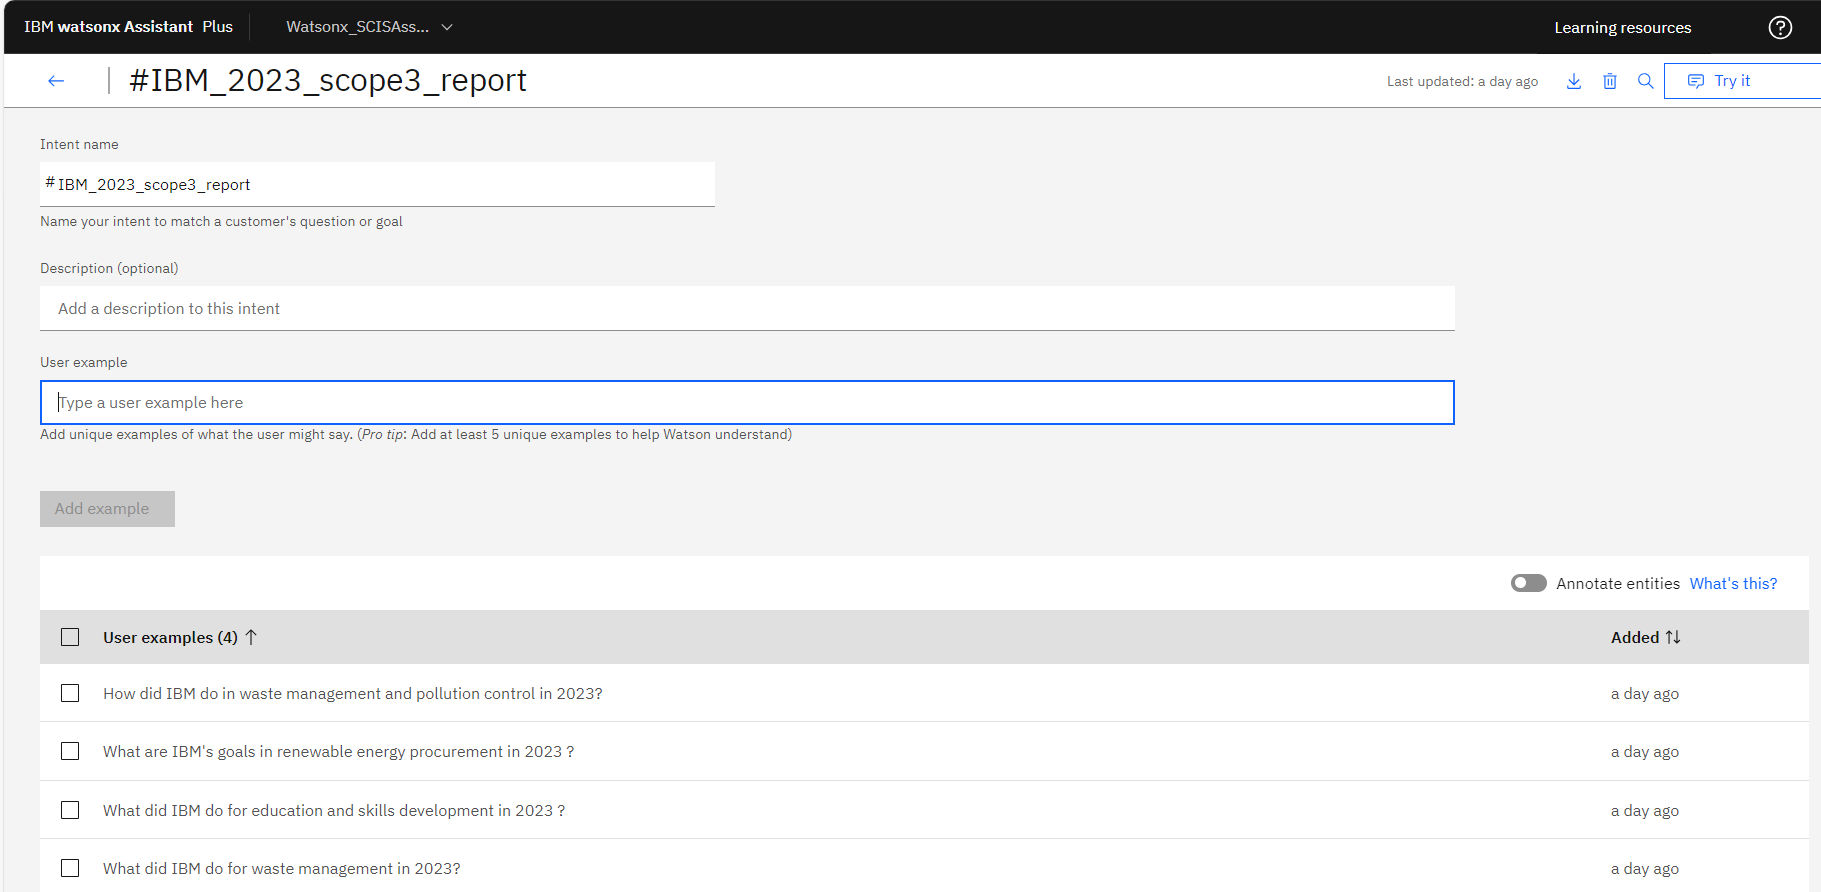 IBM watsonx Assistant Plus
Watsonx_SCISAss...
Learning resources
#IBM_2023_scope3_report
Last updated: a day ago
Try it
Intent name
# IBM_2023_scope3_report
Name your intent to match a customer's question or goal
Description (optional)
Add a description to this intent
User example
Type a user example here
Add unique examples of what the user might say. (Pro tip: Add at least 5 unique examples to help Watson understand)
Add example
Annotate entities What's this?
User examples (4) ↑ Added ↑↓
How did IBM do in waste management and pollution control in 2023? a day ago
What are IBM's goals in renewable energy procurement in 2023 ? a day ago
What did IBM do for education and skills development in 2023 ? a day ago
What did IBM do for waste management in 2023? a day ago